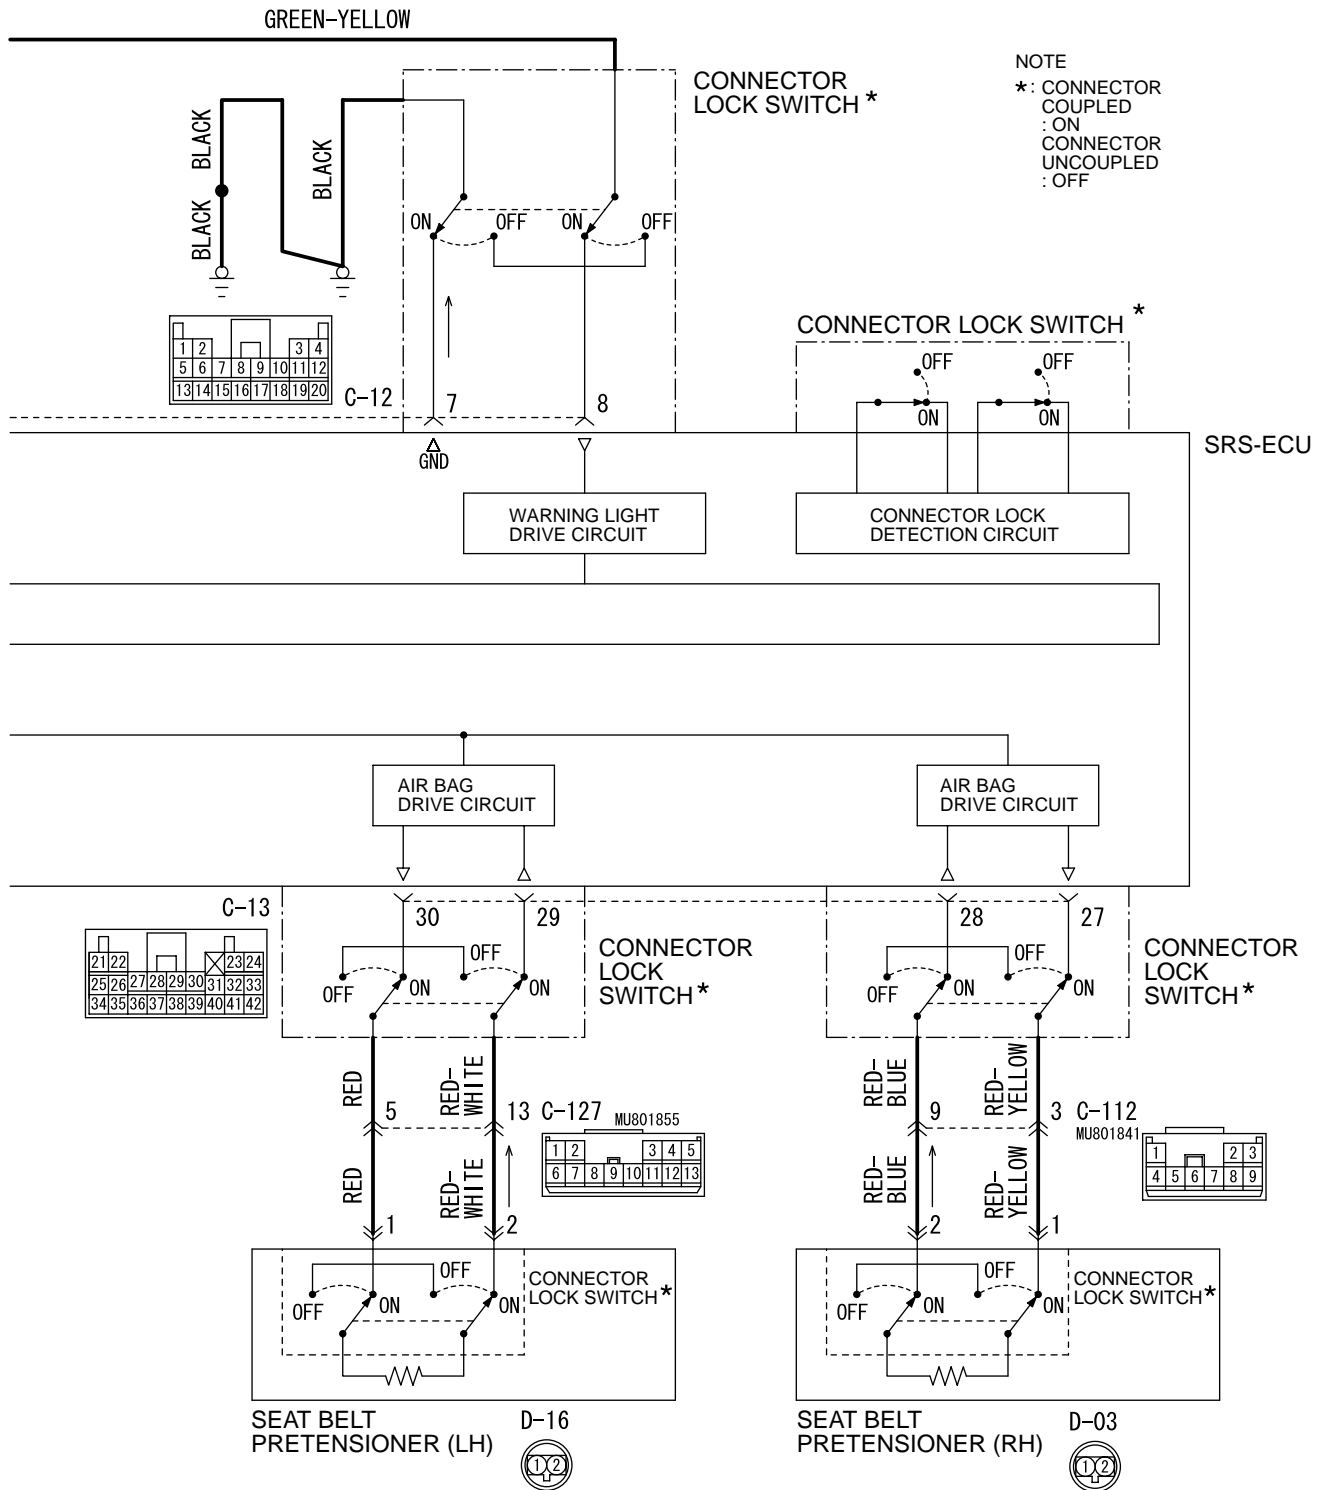 GREEN-YELLOW
CONNECTOR
LOCK SWITCH *
NOTE
* : CONNECTOR
COUPLED
: ON
CONNECTOR
UNCOUPLED
: OFF
BLACK
BLACK
BLACK
ON
OFF
ON
OFF
1 2 3 4
5 6 7 8 9 10 11 12
13 14 15 16 17 18 19 20
C-12
7
8
CONNECTOR LOCK SWITCH *
OFF
OFF
ON
ON
GND
SRS-ECU
WARNING LIGHT
DRIVE CIRCUIT
CONNECTOR LOCK
DETECTION CIRCUIT
AIR BAG
DRIVE CIRCUIT
AIR BAG
DRIVE CIRCUIT
C-13
21 22 23 24
25 26 27 28 29 30 31 32 33
34 35 36 37 38 39 40 41 42
30
29
28
27
OFF
ON
OFF
ON
CONNECTOR
LOCK
SWITCH *
OFF
ON
OFF
ON
CONNECTOR
LOCK
SWITCH *
RED
RED-
WHITE
RED-
BLUE
RED-
YELLOW
5
13
C-127
MU801855
1 2 3 4 5
6 7 8 9 10 11 12 13
9
3
C-112
MU801841
1 2 3
4 5 6 7 8 9
RED
RED-
WHITE
RED-
BLUE
RED-
YELLOW
1
2
2
1
OFF
ON
OFF
ON
CONNECTOR
LOCK SWITCH *
OFF
ON
OFF
ON
CONNECTOR
LOCK SWITCH *
SEAT BELT
PRETENSIONER (LH)
D-16
1 2
SEAT BELT
PRETENSIONER (RH)
D-03
1 2